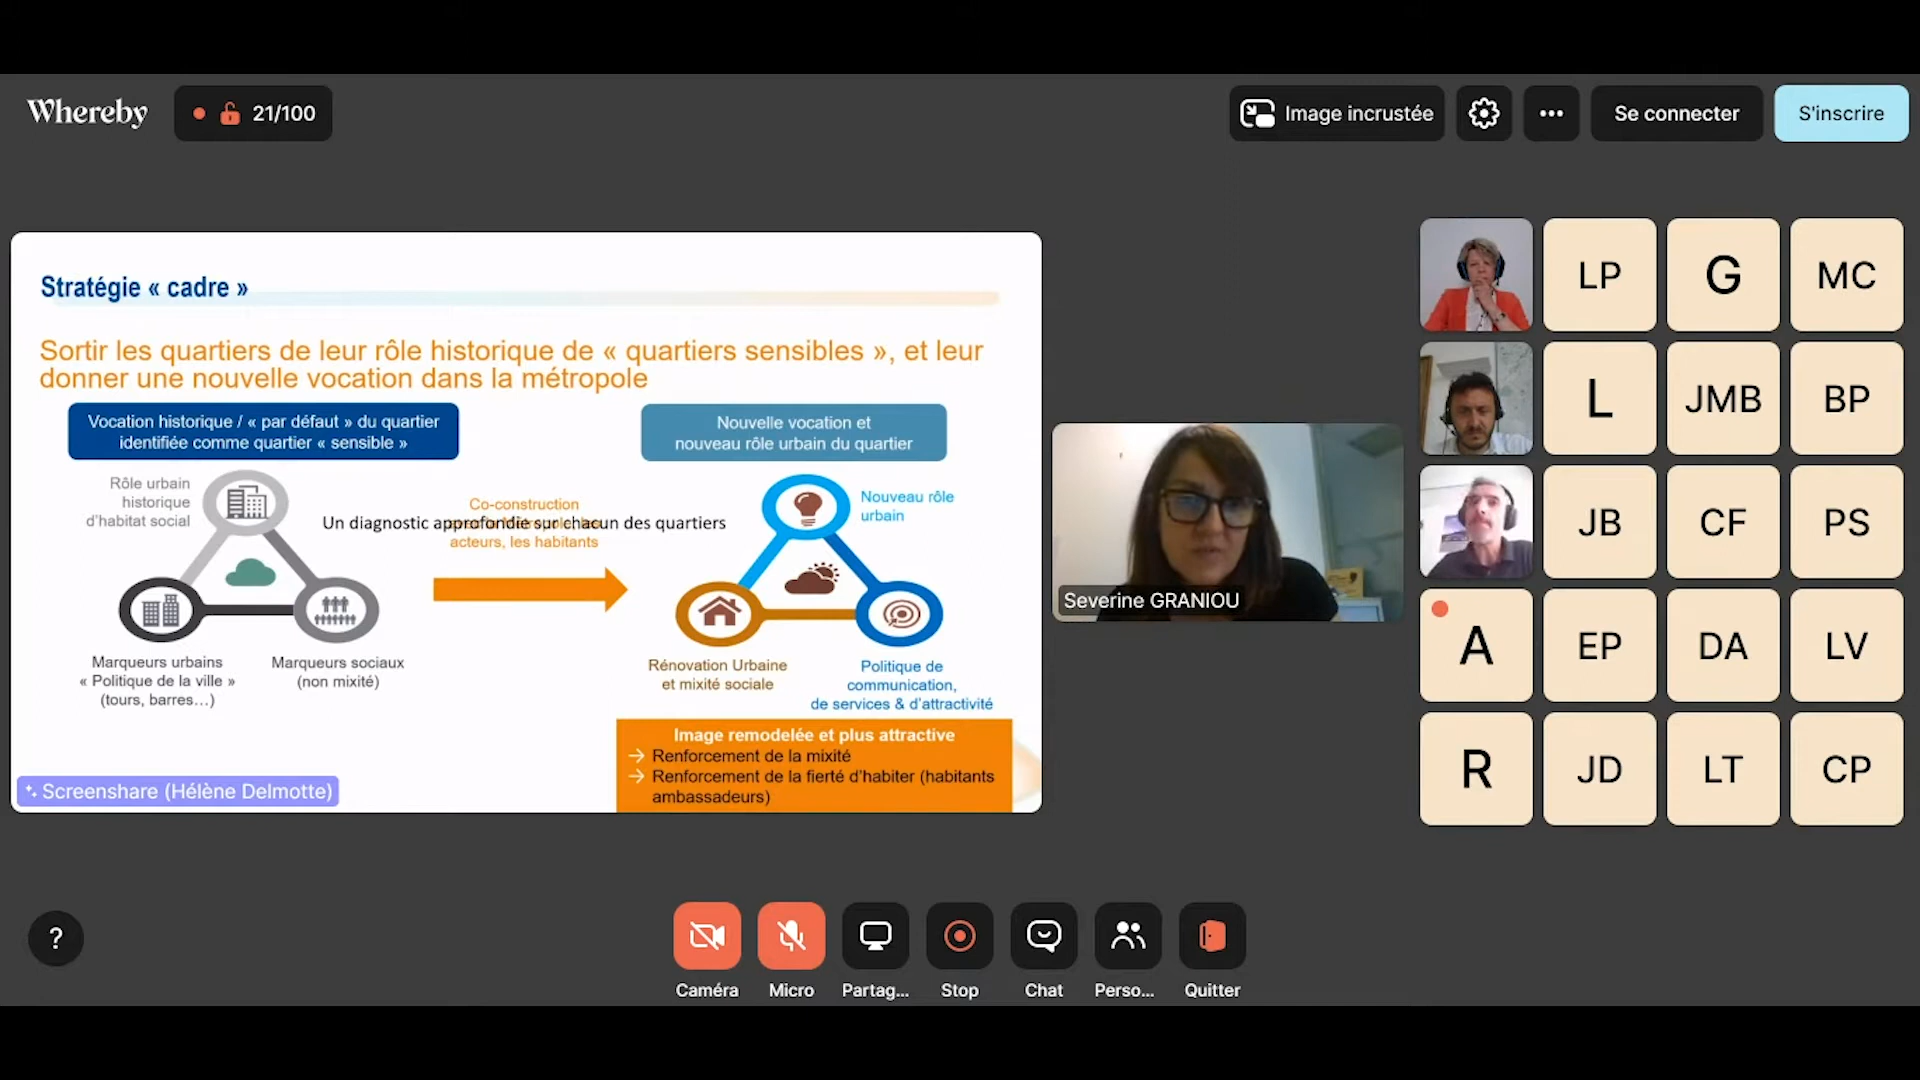 Whereby
21/100
Image incrustée
Se connecter
S'inscrire
Stratégie « cadre »
Sortir les quartiers de leur rôle historique de « quartiers sensibles », et leur
donner une nouvelle vocation dans la métropole
Vocation historique / « par défaut » du quartier
identifiée comme quartier « sensible »
Nouvelle vocation et
nouveau rôle urbain du quartier
Rôle urbain
historique
d'habitat social
Co-construction
Un diagnostic approfondie sur chacun des quartiers
acteurs, les habitants
Nouveau rôle
urbain
Marqueurs urbains
« Politique de la ville »
(tours, barres…)
Marqueurs sociaux
(non mixité)
Rénovation Urbaine
et mixité sociale
Politique de
communication,
de services & d'attractivité
Image remodelée et plus attractive
→ Renforcement de la mixité
→ Renforcement de la fierté d'habiter (habitants
ambassadeurs)
Screenshare (Hélène Delmotte)
Severine GRANIOU
LP
G
MC
L
JMB
BP
JB
CF
PS
A
EP
DA
LV
R
JD
LT
CP
?
Caméra
Micro
Partag...
Stop
Chat
Perso...
Quitter